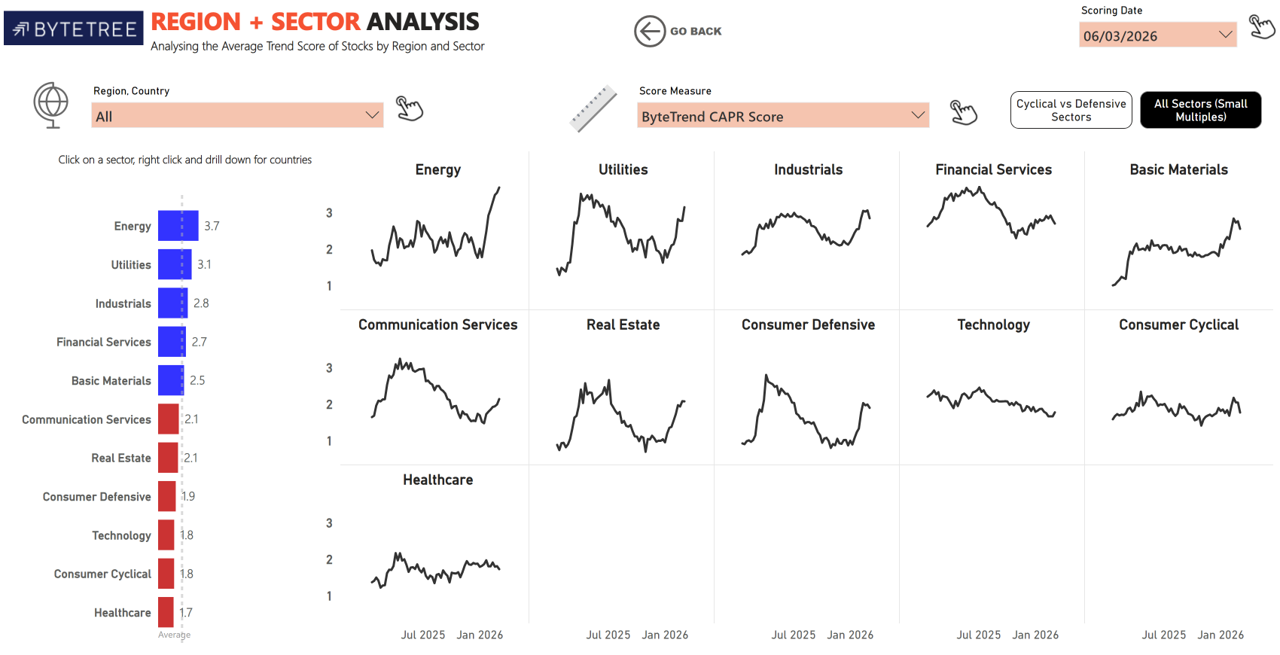 BYTETREE
REGION + SECTOR ANALYSIS
Analysing the Average Trend Score of Stocks by Region and Sector
GO BACK
Scoring Date
06/03/2026
Region, Country
All
Score Measure
ByteTrend CAPR Score
Cyclical vs Defensive
Sectors
All Sectors (Small
Multiples)
Click on a sector, right click and drill down for countries
Energy 3.7
Utilities 3.1
Industrials 2.8
Financial Services 2.7
Basic Materials 2.5
Communication Services 2.1
Real Estate 2.1
Consumer Defensive 1.9
Technology 1.8
Consumer Cyclical 1.8
Healthcare 1.7
Average
Energy Utilities Industrials Financial Services Basic Materials
3
2
1
Communication Services Real Estate Consumer Defensive Technology Consumer Cyclical
3
2
1
Healthcare
3
2
1
Jul 2025 Jan 2026 Jul 2025 Jan 2026 Jul 2025 Jan 2026 Jul 2025 Jan 2026 Jul 2025 Jan 2026